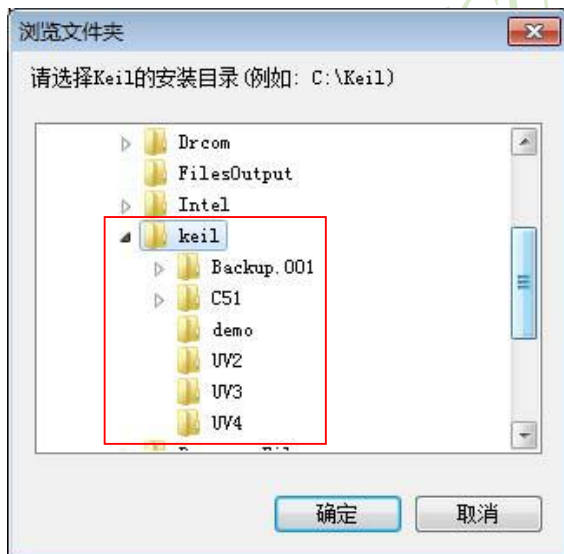 浏览文件夹
请选择Keil的安装目录(例如: C:\Keil)
Drcom
FilesOutput
Intel
keil
Backup.001
C51
demo
UV2
UV3
UV4
确定
取消